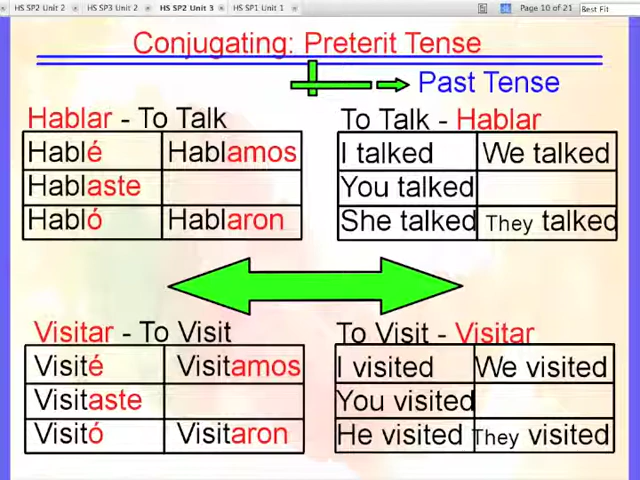 HS SP2 Unit 2 HS SP3 Unit 2 HS SP2 Unit 3 HS SP1 Unit 1 Page 10 of 21 Best Fit
Conjugating: Preterit Tense
Past Tense
Hablar - To Talk
Hablé Hablamos
Hablaste
Habló Hablaron
To Talk - Hablar
I talked We talked
You talked
She talked They talked
Visitar - To Visit
Visité Visitamos
Visitaste
Visitó Visitaron
To Visit - Visitar
I visited We visited
You visited
He visited They visited